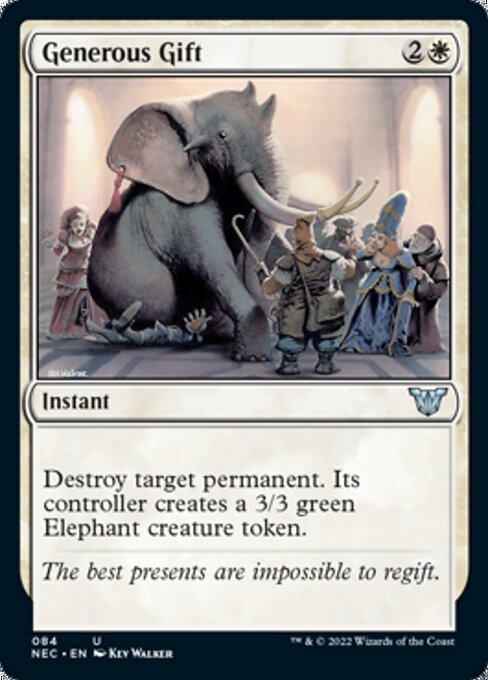 Generous Gift 2
Instant
Destroy target permanent. Its
controller creates a 3/3 green
Elephant creature token.
The best presents are impossible to regift.
084 U
NEC • EN Kev Walker
™ & © 2022 Wizards of the Coast